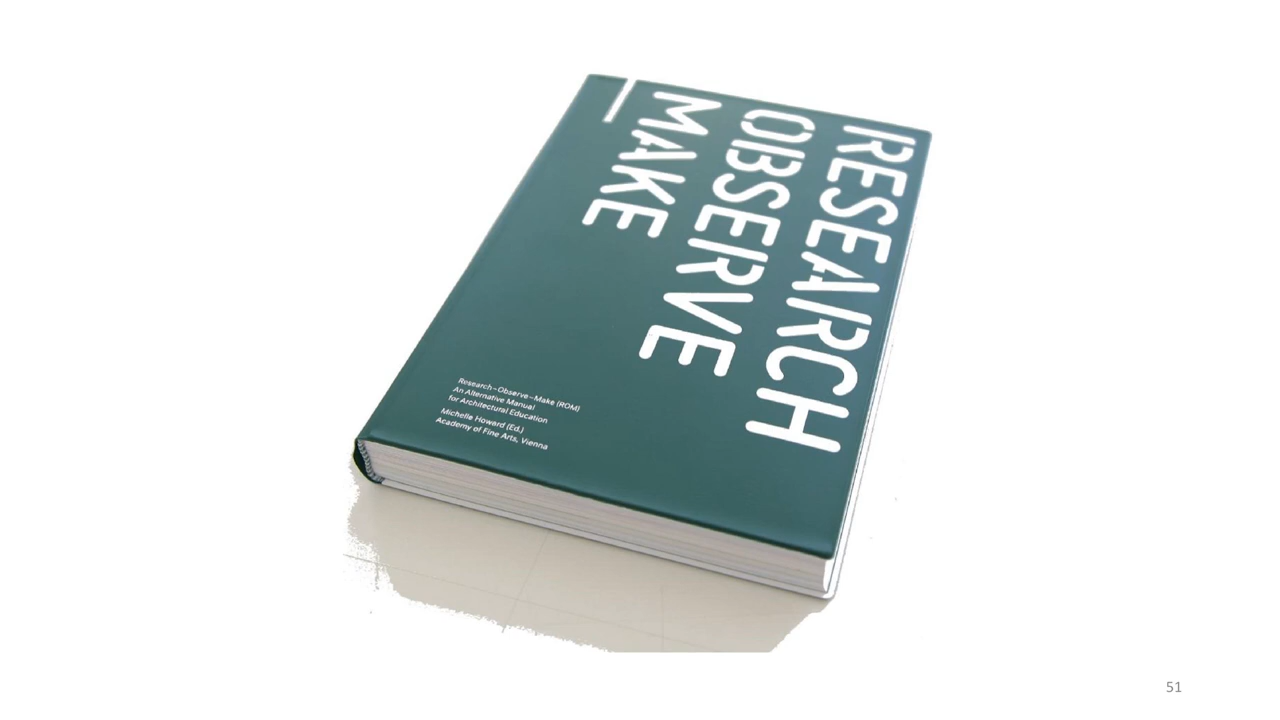 RESEARCH
OBSERVE
MAKE
Research–Observe–Make (ROM)
An Alternative Manual
for Architectural Education
Michelle Howard (Ed.)
Academy of Fine Arts, Vienna
51